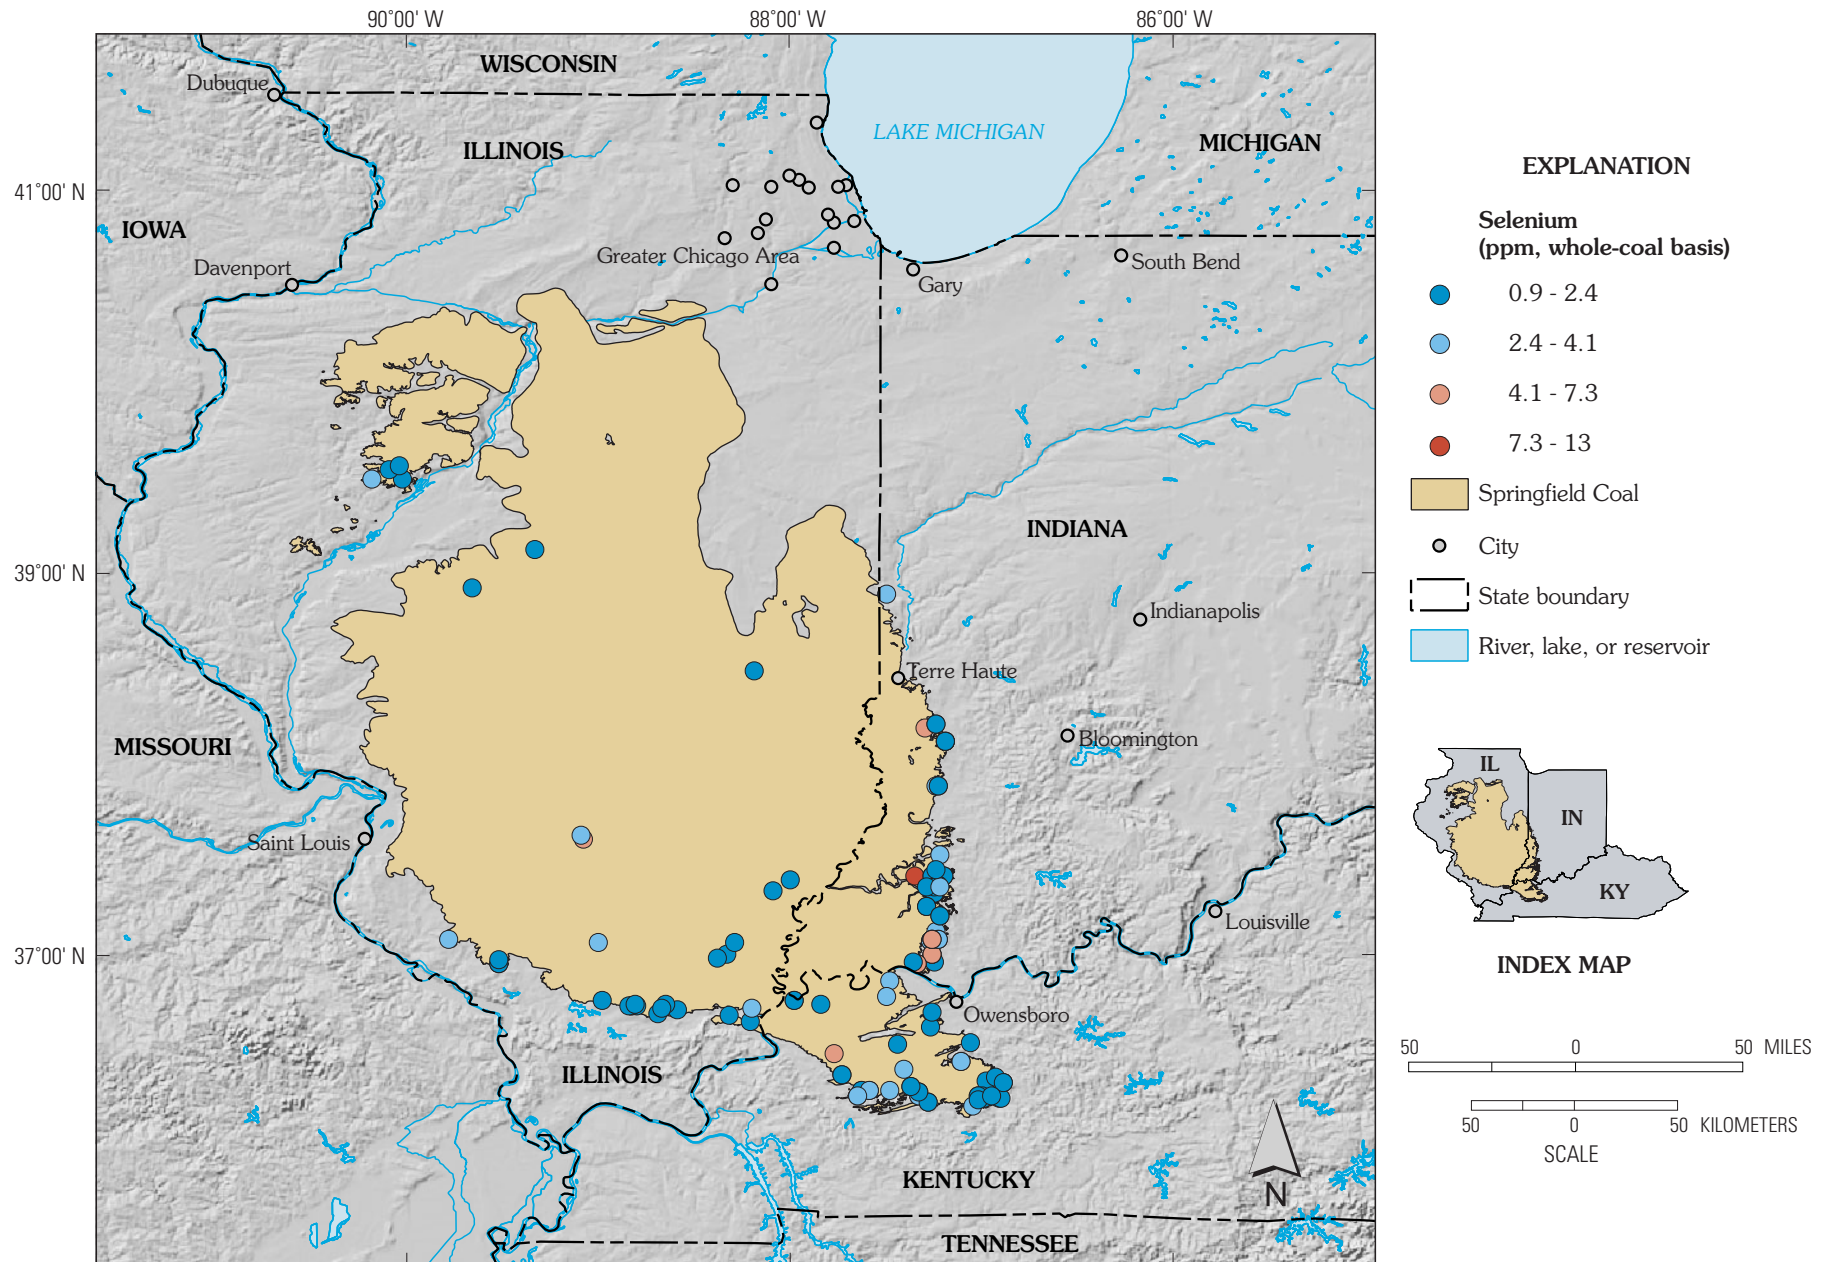 90°00' W
88°00' W
86°00' W
41°00' N
39°00' N
37°00' N
WISCONSIN
Dubuque
ILLINOIS
LAKE MICHIGAN
MICHIGAN
IOWA
Davenport
Greater Chicago Area
Gary
South Bend
INDIANA
Indianapolis
Terre Haute
Bloomington
MISSOURI
Saint Louis
Louisville
Owensboro
ILLINOIS
KENTUCKY
TENNESSEE
N
EXPLANATION
Selenium
(ppm, whole-coal basis)
0.9 - 2.4
2.4 - 4.1
4.1 - 7.3
7.3 - 13
Springfield Coal
City
State boundary
River, lake, or reservoir
IL
IN
KY
INDEX MAP
50 0 50 MILES
50 0 50 KILOMETERS
SCALE